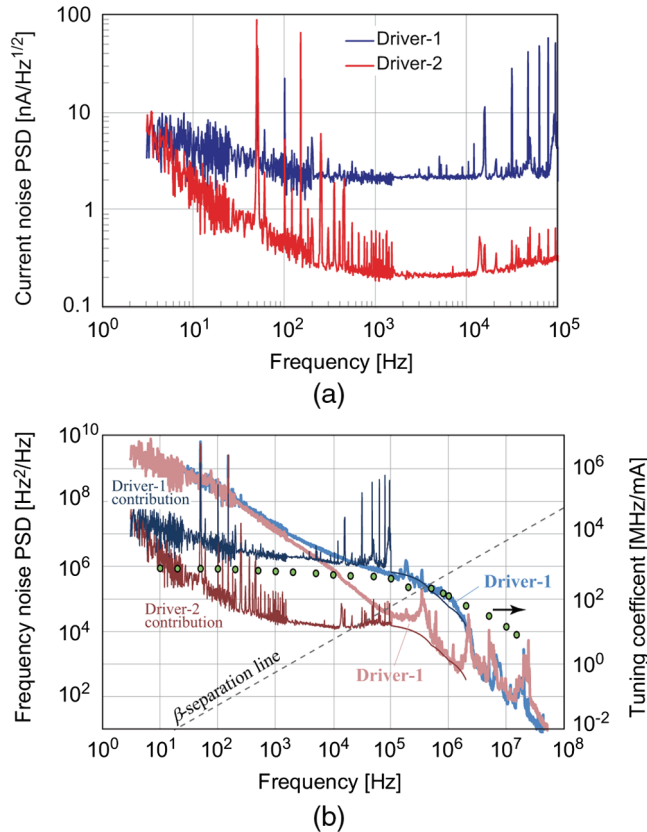 100
10
1
0.1
Current noise PSD [nA/Hz1/2]
Driver-1
Driver-2
10^0 10^1 10^2 10^3 10^4 10^5
Frequency [Hz]
(a)
10^10
10^8
10^6
10^4
10^2
Frequency noise PSD [Hz^2/Hz]
Driver-1
contribution
Driver-2
contribution
β-separation line
Driver-1
Driver-1
10^6
10^4
10^2
10^0
10^-2
Tuning coefficent [MHz/mA]
10^0 10^1 10^2 10^3 10^4 10^5 10^6 10^7 10^8
Frequency [Hz]
(b)